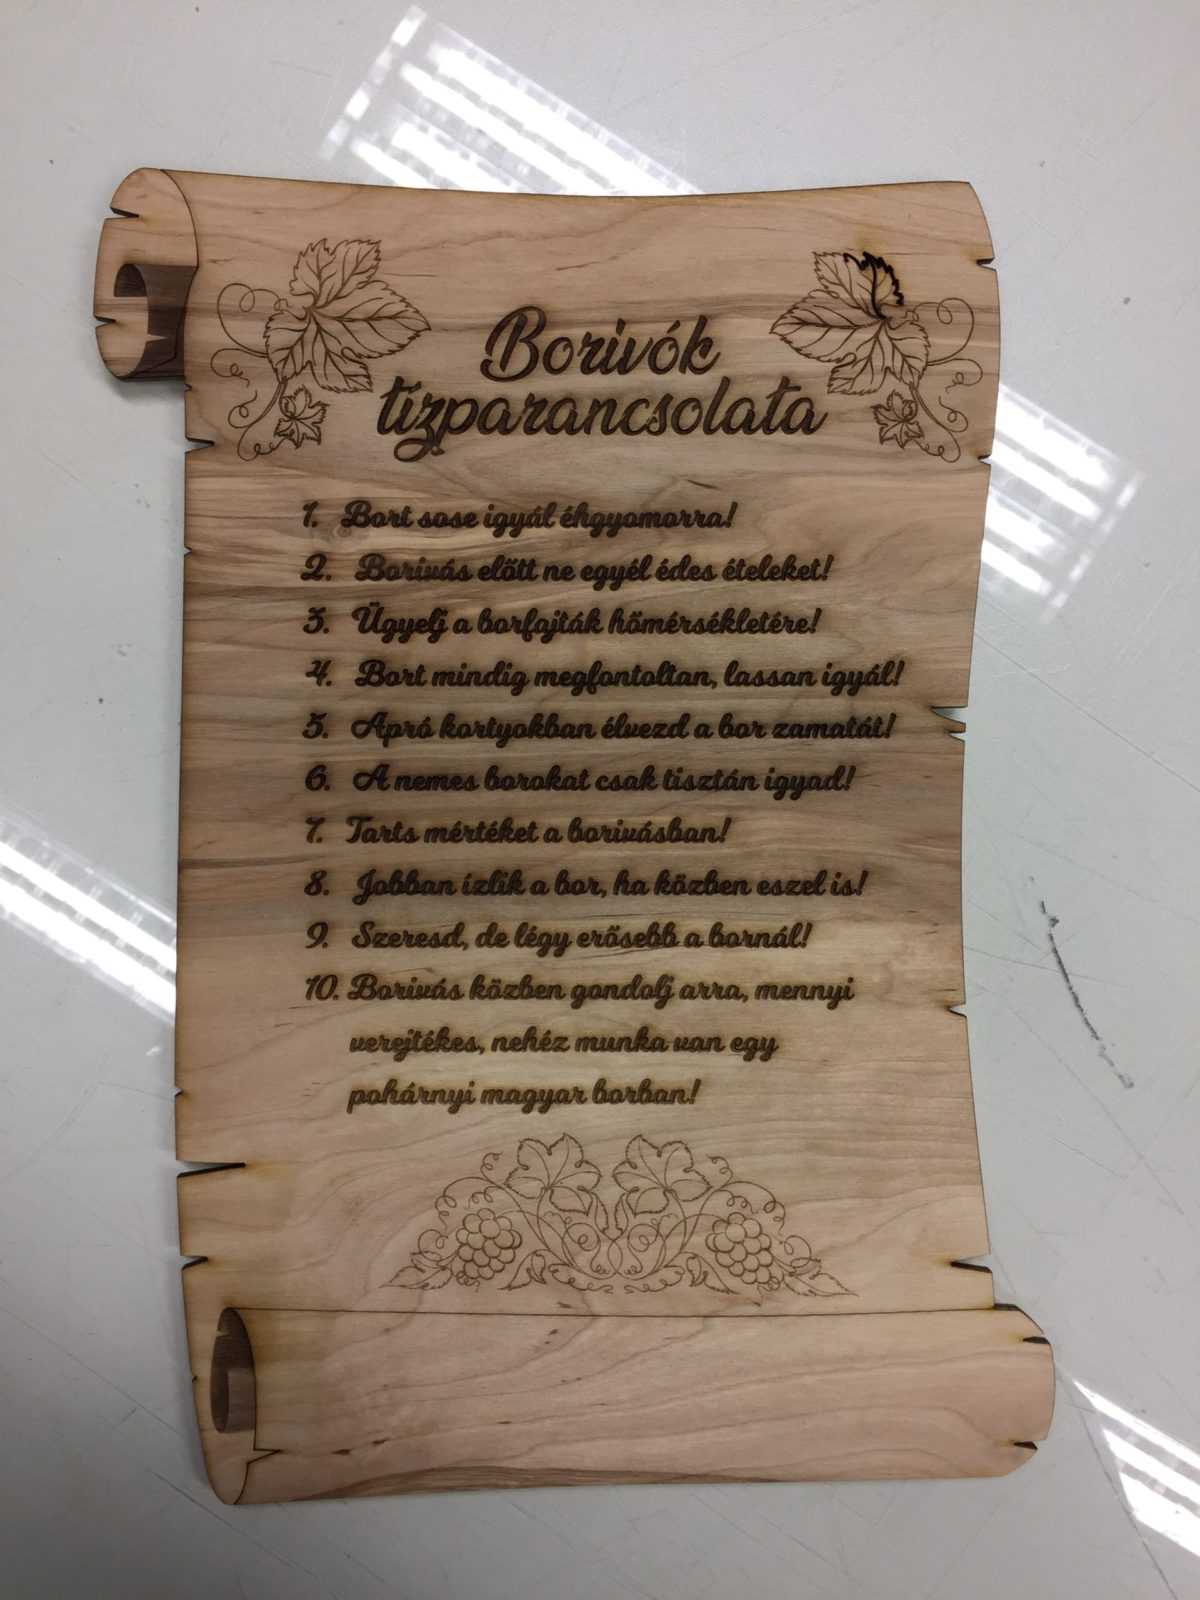 Borivók
tízparancsolata
1. Bort sose igyál éhgyomorra!
2. Borivás előtt ne egyél édes ételeket!
3. Ügyelj a borfajták hőmérsékletére!
4. Bort mindig megfontoltan, lassan igyál!
5. Apró kortyokban élvezd a bor zamatát!
6. A nemes borokat csak tisztán igyad!
7. Tarts mértéket a borivásban!
8. Jobban ízlik a bor, ha közben eszel is!
9. Szeresd, de légy erősebb a bornál!
10. Borivás közben gondolj arra, mennyi
verejtékes, nehéz munka van egy
pohárnyi magyar borban!